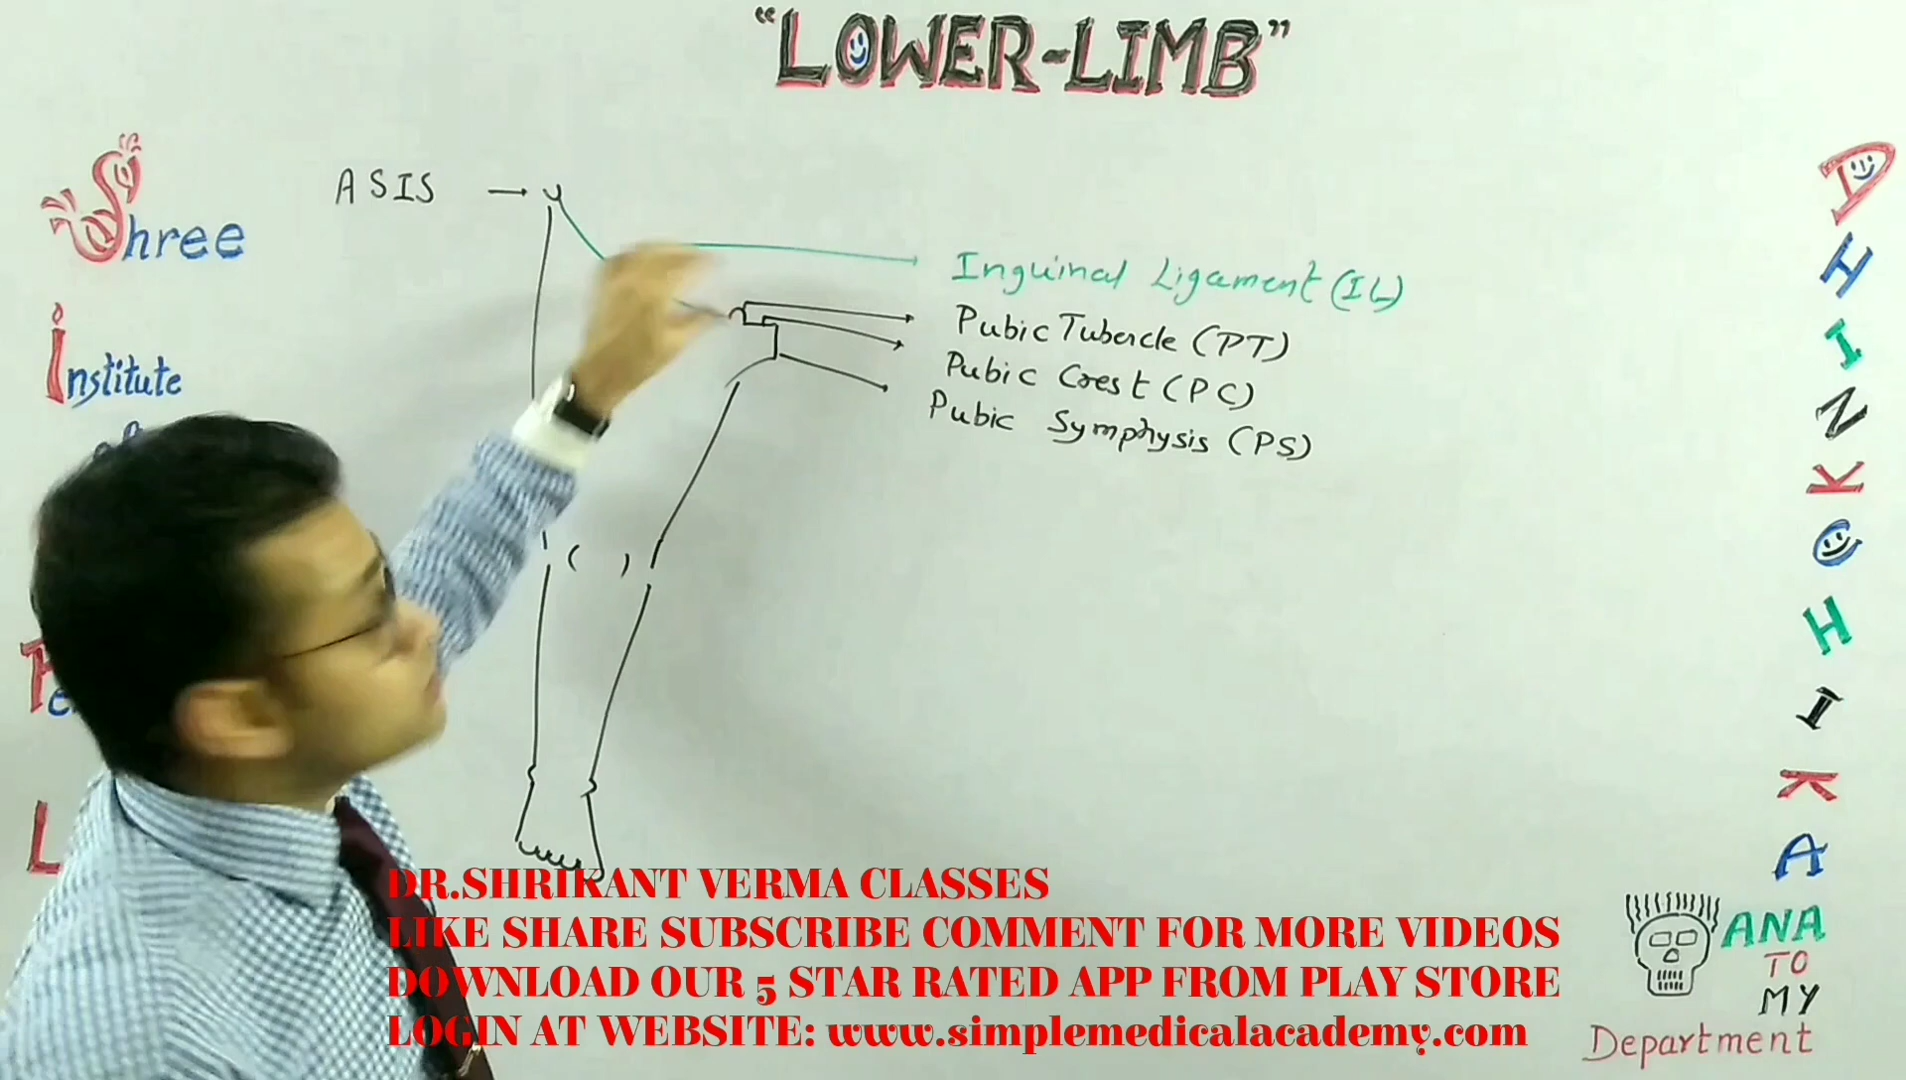 "LOWER-LIMB"
ASIS
Shree
Institute
Inguinal Ligament (IL)
Pubic Tubercle (PT)
Pubic Crest (PC)
Pubic Symphysis (PS)
DHINKCHIKA
ANA
TO
MY
Department
DR.SHRIKANT VERMA CLASSES
LIKE SHARE SUBSCRIBE COMMENT FOR MORE VIDEOS
DOWNLOAD OUR 5 STAR RATED APP FROM PLAY STORE
LOGIN AT WEBSITE: www.simplemedicalacademy.com